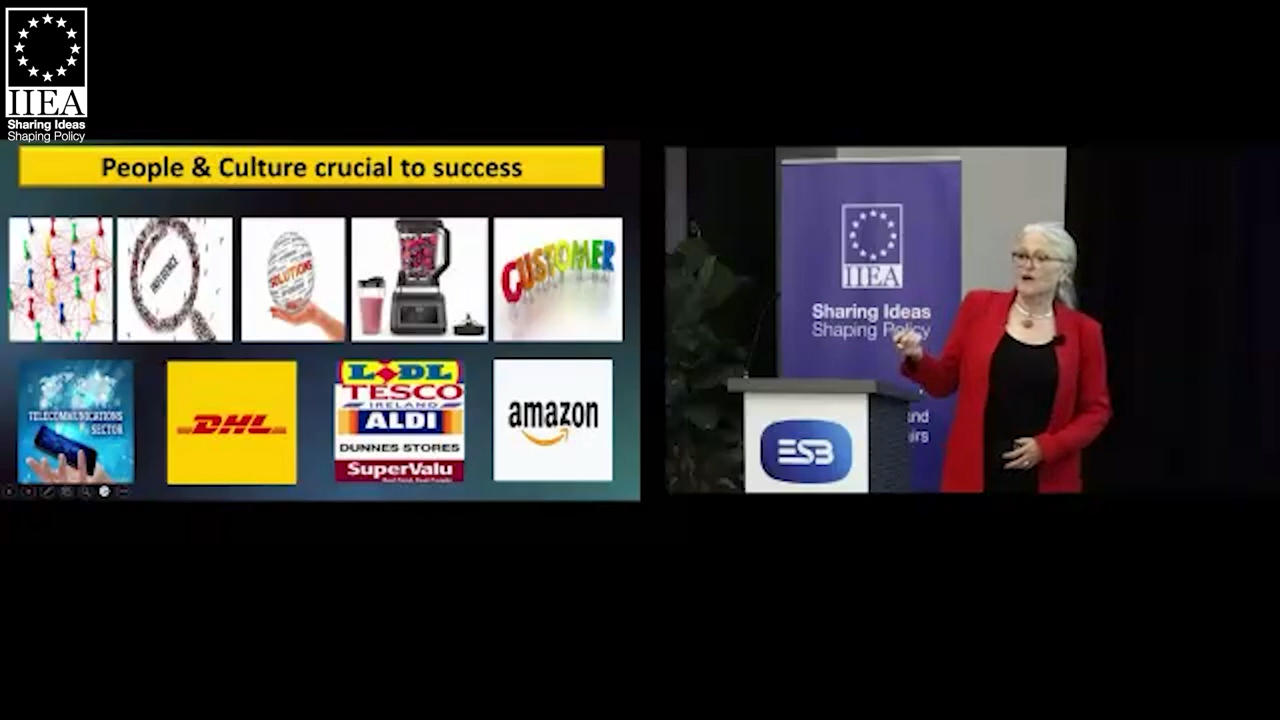 IIEA
Sharing Ideas
Shaping Policy
People & Culture crucial to success
SOLUTIONS
CUSTOMER
TELECOMMUNICATIONS
SECTOR
DHL
LIDL
TESCO
IRELAND
ALDI
DUNNES STORES
SuperValu
amazon
IIEA
Sharing Ideas
Shaping Policy
ESB